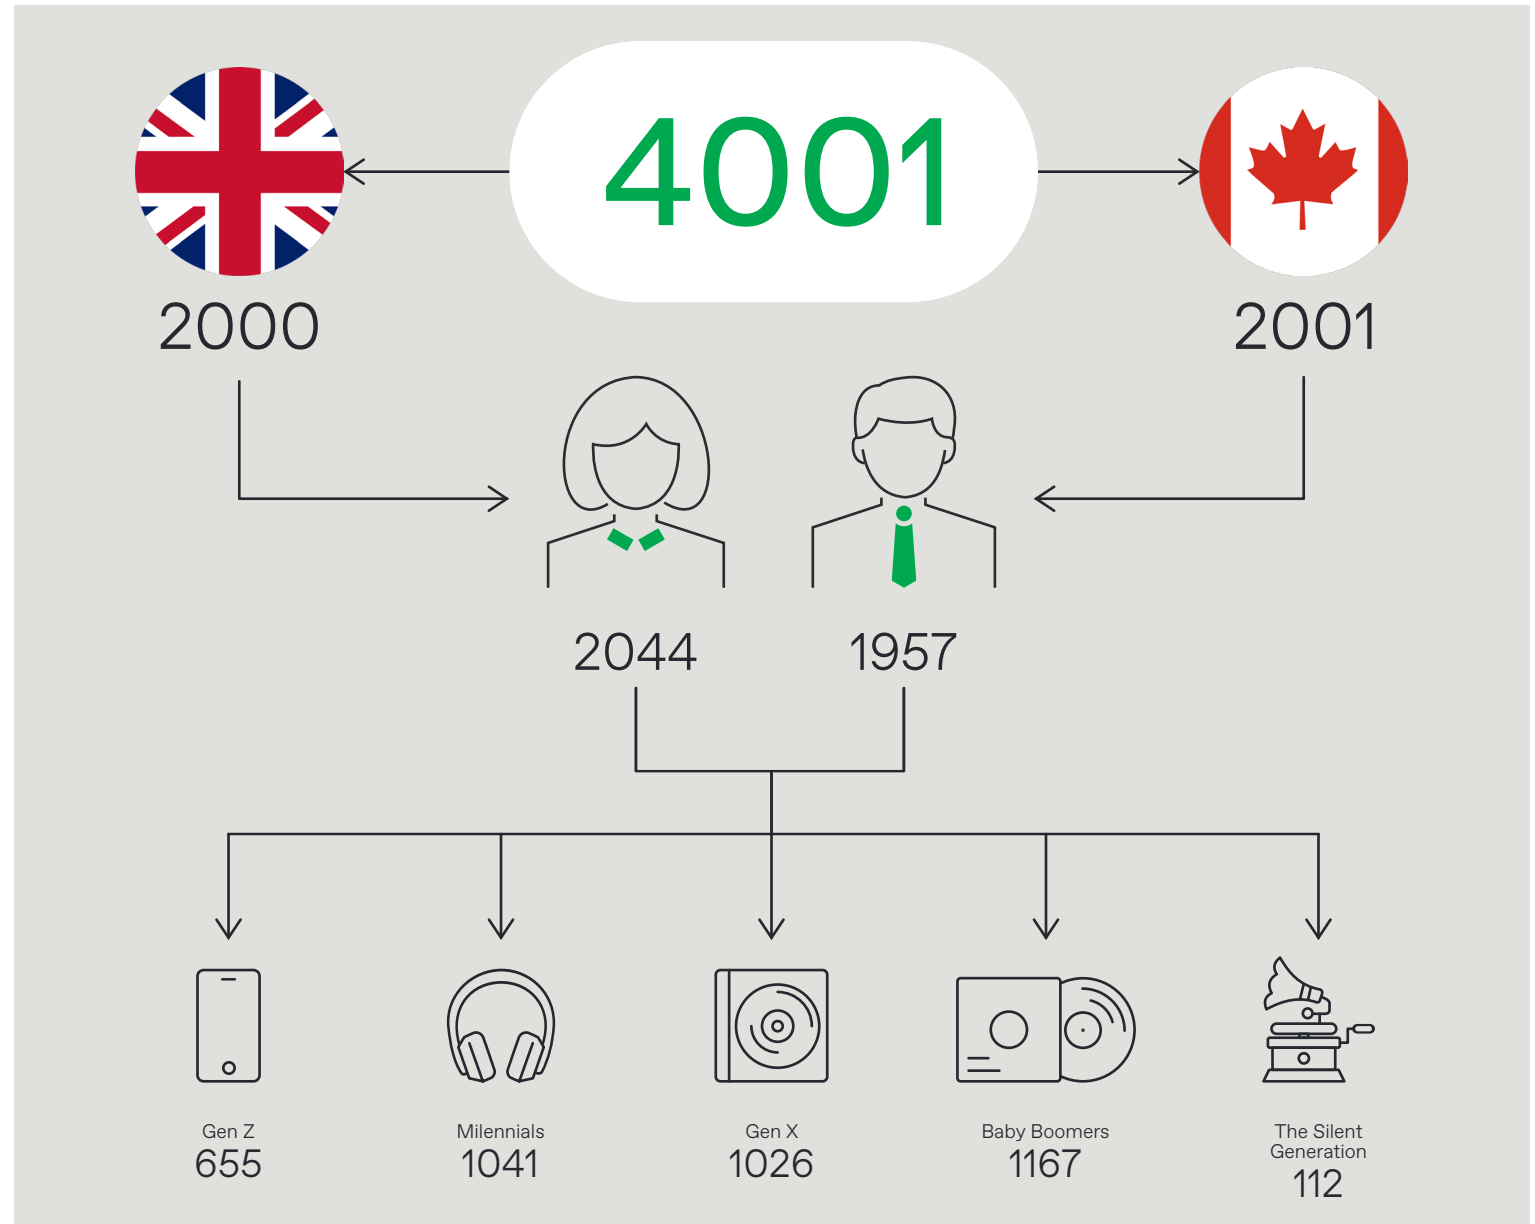 4001
2000
2001
2044
1957
Gen Z
655
Milennials
1041
Gen X
1026
Baby Boomers
1167
The Silent
Generation
112